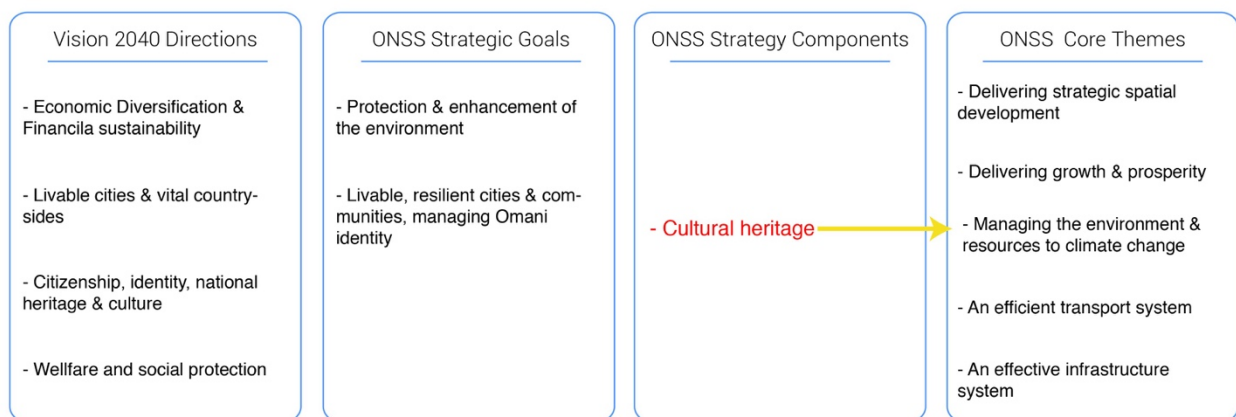 Vision 2040 Directions
- Economic Diversification &
Financila sustainability
- Livable cities & vital country-
sides
- Citizenship, identity, national
heritage & culture
- Wellfare and social protection
ONSS Strategic Goals
- Protection & enhancement of
the environment
- Livable, resilient cities & com-
munities, managing Omani
identity
ONSS Strategy Components
- Cultural heritage
ONSS Core Themes
- Delivering strategic spatial
development
- Delivering growth & prosperity
- Managing the environment &
resources to climate change
- An efficient transport system
- An effective infrastructure
system